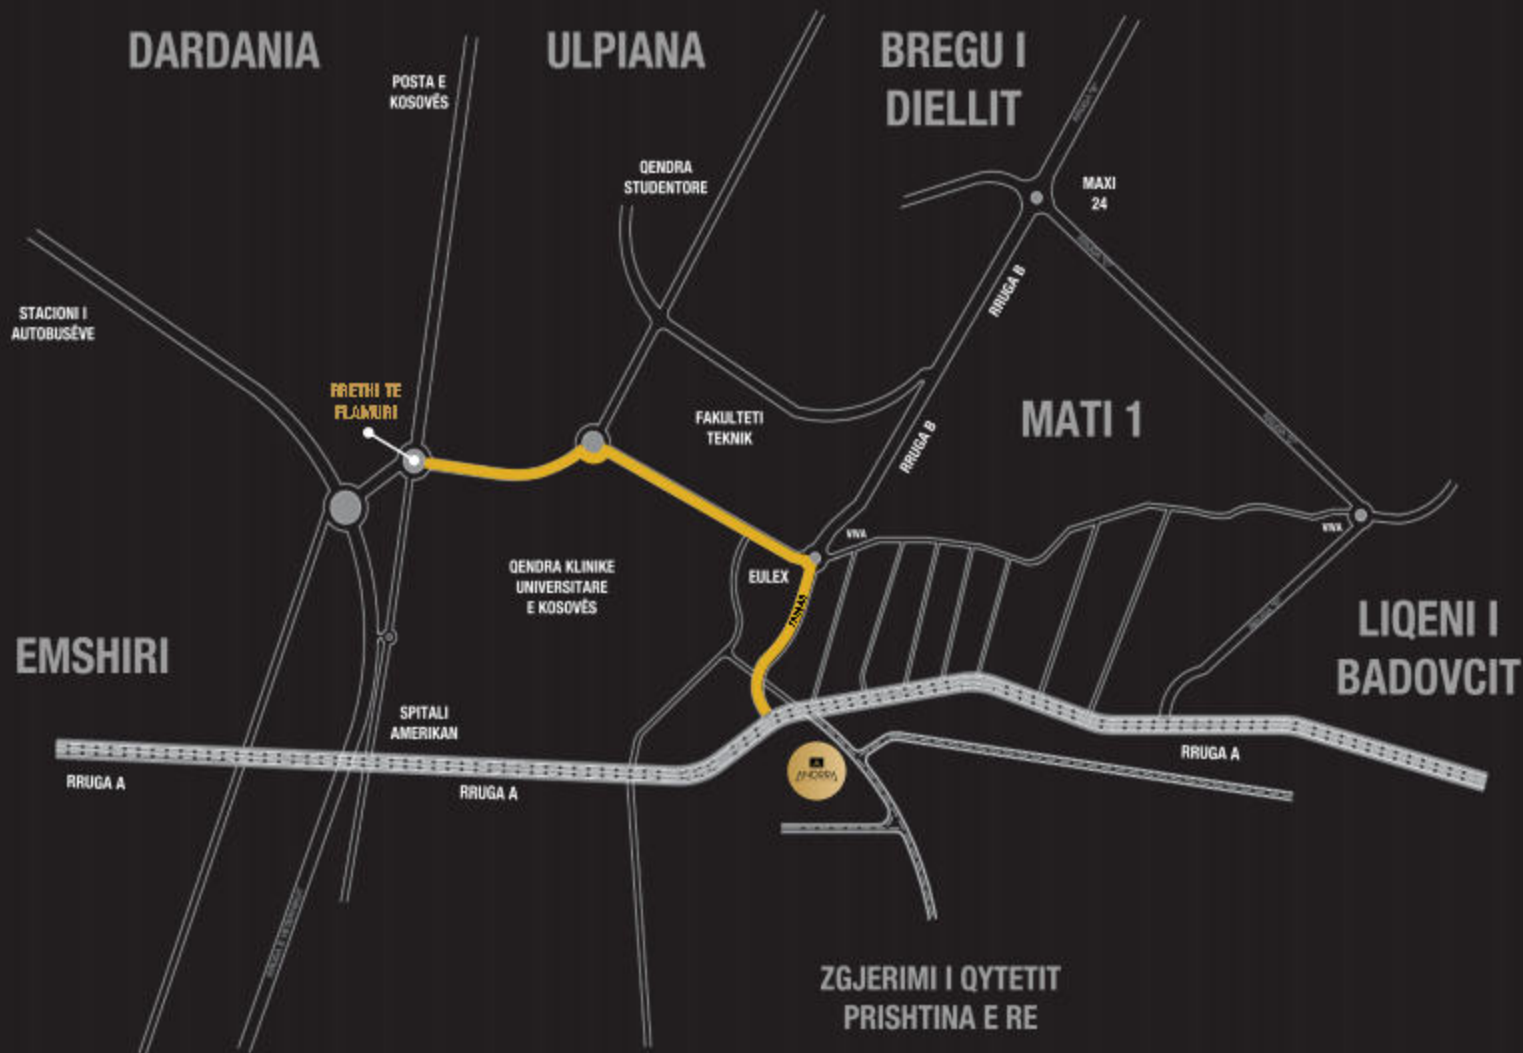 DARDANIA
ULPIANA
BREGU I
DIELLIT
POSTA E
KOSOVËS
QENDRA
STUDENTORE
MAXI
24
STACIONI I
AUTOBUSËVE
RRUGA B
RRETHI TE
FLAMURI
FAKULTETI
TEKNIK
RRUGA B
MATI 1
VIVA
VIVA
QENDRA KLINIKE
UNIVERSITARE
E KOSOVËS
EULEX
EMSHIRI
LIQENI I
BADOVCIT
SPITALI
AMERIKAN
RRUGA A
RRUGA A
RRUGA A
ANDORRA
ZGJERIMI I QYTETIT
PRISHTINA E RE